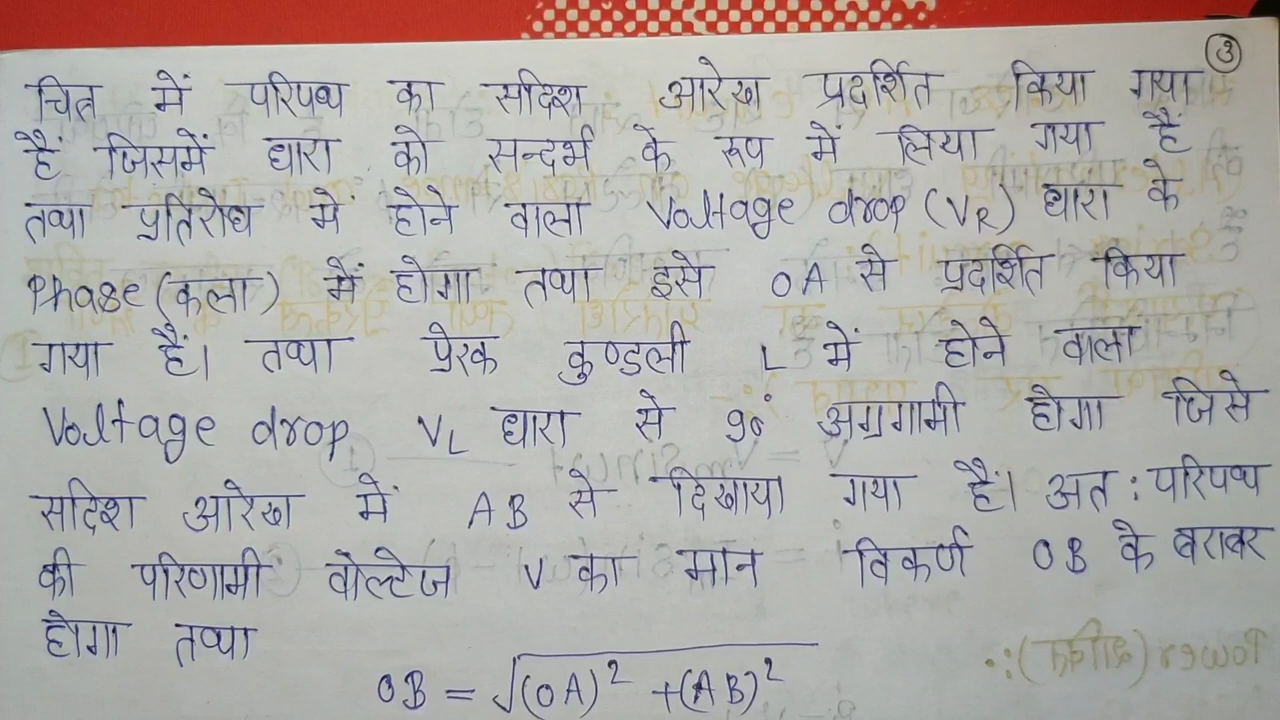 ③
चित्र में परिपथ का सदिश आरेख प्रदर्शित किया गया
हैं जिसमें धारा को सन्दर्भ के रूप में लिया गया हैं
तथा प्रतिरोध में होने वाला Voltage drop (VR) धारा के
Phase (कला) में होगा तथा इसे OA से प्रदर्शित किया
गया हैं। तथा प्रेरक कुण्डली L में होने वाला
Voltage drop VL धारा से 90° अग्रगामी होगा जिसे
सदिश आरेख में AB से दिखाया गया हैं। अत: परिपथ
की परिणामी वोल्टेज V का मान विकर्ण OB के बराबर
होगा तथा
OB = √(OA)² + (AB)²